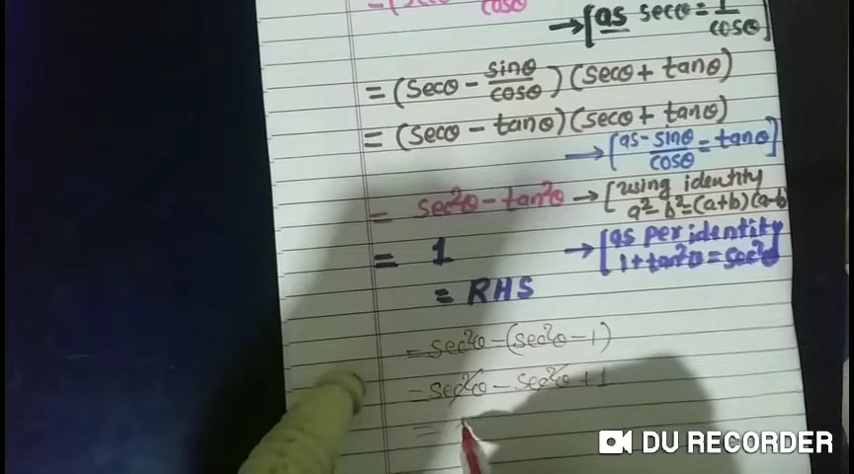 cosθ
→[as secθ = 1/cosθ]
= (secθ - sinθ/cosθ) (secθ + tanθ)
= (secθ - tanθ)(secθ + tanθ)
→[as - sinθ/cosθ = tanθ]
= sec²θ - tan²θ → [using identity
a²-b²=(a+b)(a-b
= 1 → [as per identity
1+tan²θ = sec²θ
= RHS
= sec²θ - (sec²θ - 1)
= sec²θ - sec²θ + 1
=
DU RECORDER